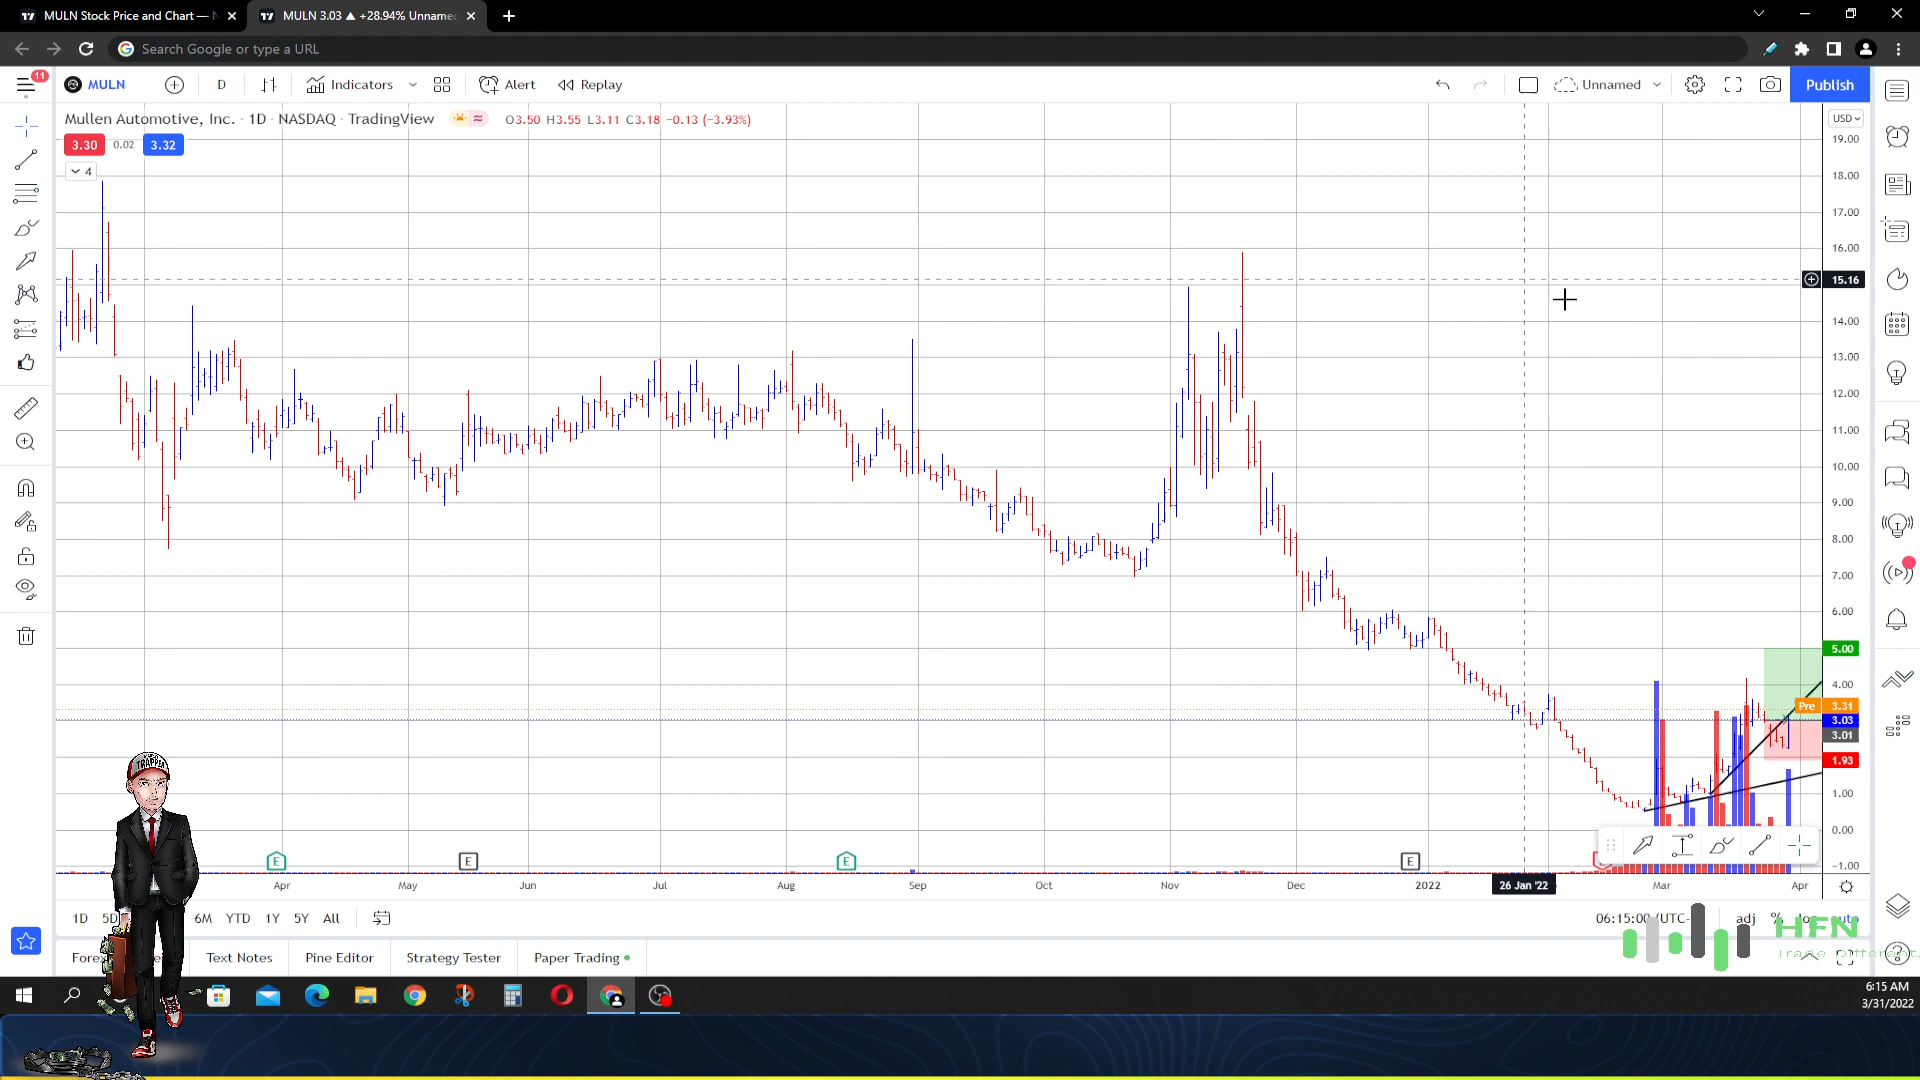 MULN Stock Price and Chart —
MULN 3.03 ▲ +28.94% Unnamed
Search Google or type a URL
11
MULN
D
Indicators
Alert
Replay
Unnamed
Publish
Mullen Automotive, Inc. · 1D · NASDAQ · TradingView
O3.50 H3.55 L3.11 C3.18 −0.13 (−3.93%)
USD
3.30
0.02
3.32
4
19.00
18.00
17.00
16.00
15.16
14.00
13.00
12.00
11.00
10.00
9.00
8.00
7.00
6.00
5.00
4.00
Pre 3.31
3.03
3.01
1.93
1.00
0.00
−1.00
E
E
E
E
Apr
May
Jun
Jul
Aug
Sep
Oct
Nov
Dec
2022
26 Jan '22
Mar
Apr
1D
5D
6M
YTD
1Y
5Y
All
06:15:00 (UTC-
adj
%
log
auto
HFN
Trade Different.
TRAPPER
Text Notes
Pine Editor
Strategy Tester
Paper Trading
6:15 AM
3/31/2022